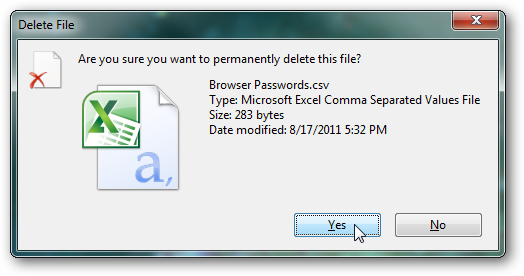 Delete File
Are you sure you want to permanently delete this file?
Browser Passwords.csv
Type: Microsoft Excel Comma Separated Values File
Size: 283 bytes
Date modified: 8/17/2011 5:32 PM
X
a,
Yes
No